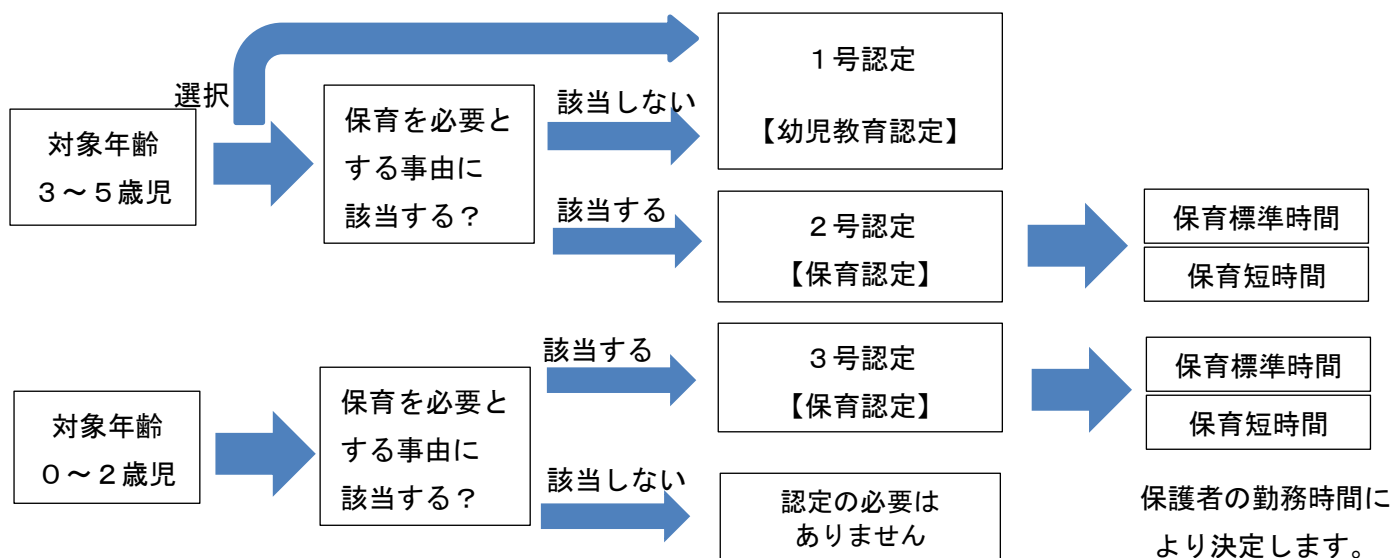 選択
対象年齢
３～５歳児
保育を必要と
する事由に
該当する？
該当しない
１号認定
【幼児教育認定】
該当する
２号認定
【保育認定】
保育標準時間
保育短時間
対象年齢
０～２歳児
保育を必要と
する事由に
該当する？
該当する
３号認定
【保育認定】
保育標準時間
保育短時間
該当しない
認定の必要は
ありません
保護者の勤務時間に
より決定します。